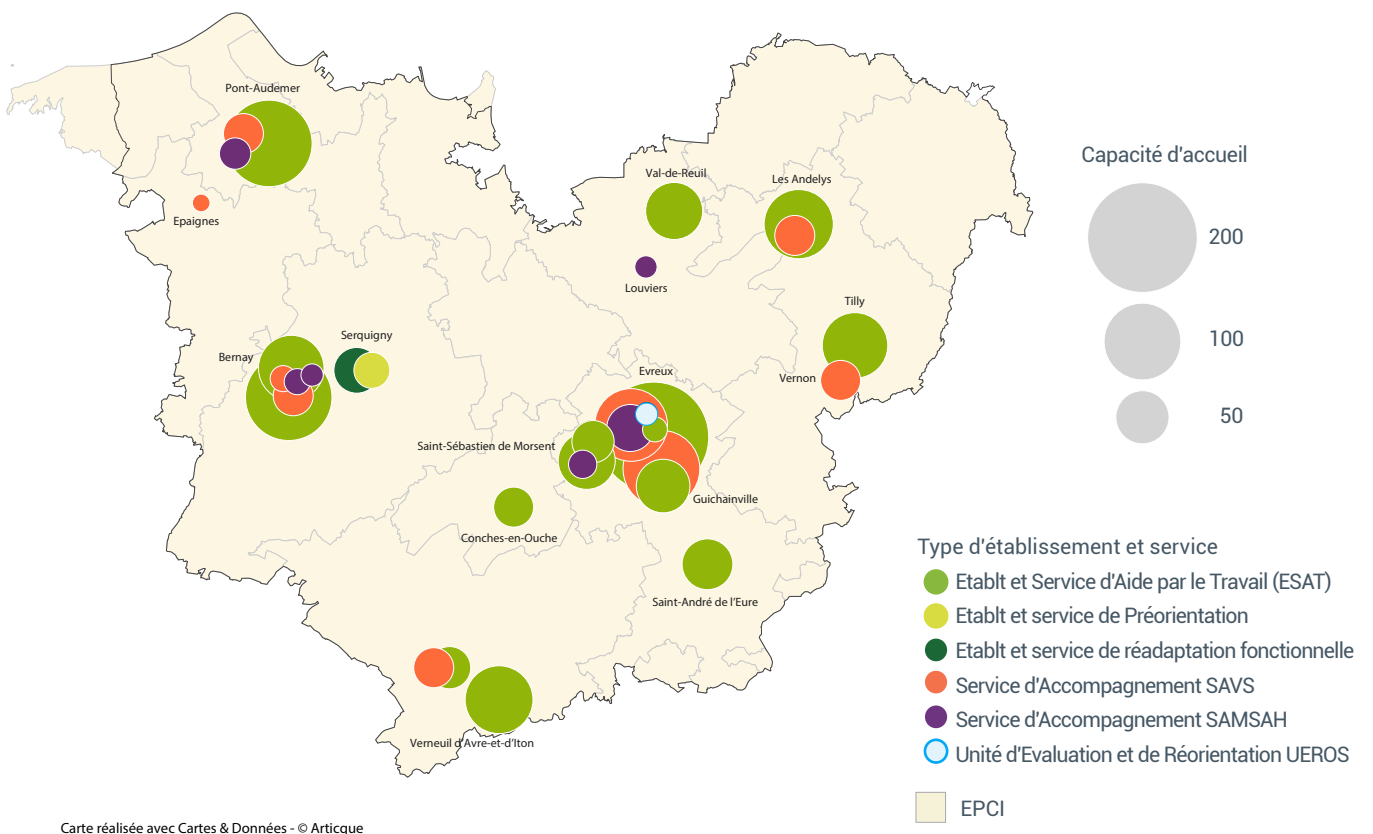 Pont-Audemer
Epaignes
Val-de-Reuil
Les Andelys
Louviers
Tilly
Vernon
Serquigny
Bernay
Evreux
Saint-Sébastien de Morsent
Guichainville
Conches-en-Ouche
Saint-André de l'Eure
Verneuil d'Avre-et-d'Iton
Capacité d'accueil
200
100
50
Type d'établissement et service
Etablt et Service d'Aide par le Travail (ESAT)
Etablt et service de Préorientation
Etablt et service de réadaptation fonctionnelle
Service d'Accompagnement SAVS
Service d'Accompagnement SAMSAH
Unité d'Evaluation et de Réorientation UEROS
EPCI
Carte réalisée avec Cartes & Données - © Articque